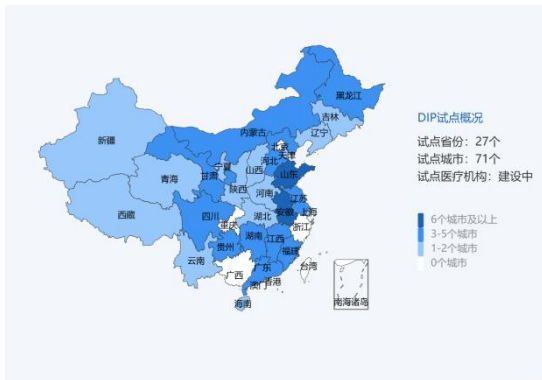 黑龙江
吉林
辽宁
新疆
内蒙古
北京
天津
河北
宁夏
山西
山东
甘肃
青海
陕西
河南
江苏
西藏
安徽
上海
四川
湖北
重庆
浙江
湖南
江西
贵州
福建
云南
台湾
广西
广东
香港
澳门
海南
南海诸岛
DIP试点概况
试点省份：27个
试点城市：71个
试点医疗机构：建设中
6个城市及以上
3-5个城市
1-2个城市
0个城市